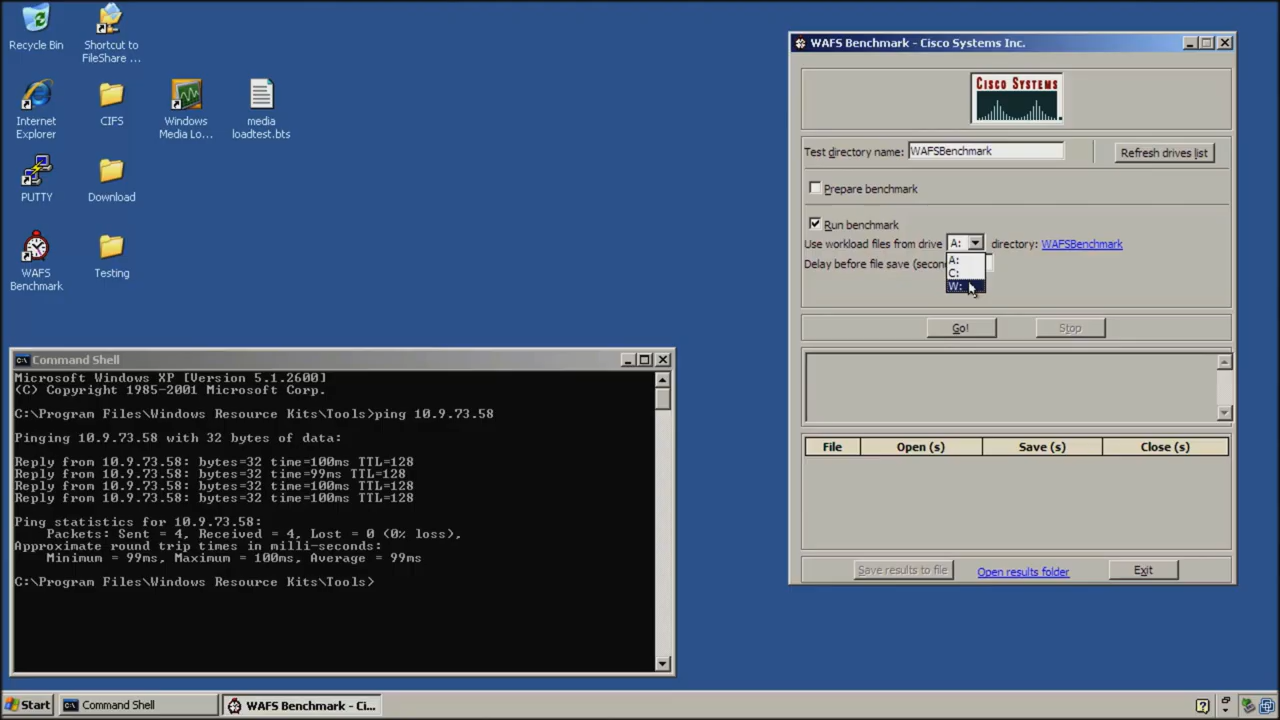 Recycle Bin
Shortcut to
FileShare ...
Internet
Explorer
CIFS
Windows
Media Lo...
media
loadtest.bts
PUTTY
Download
WAFS
Benchmark
Testing
WAFS Benchmark - Cisco Systems Inc.
CISCO SYSTEMS
Test directory name: WAFSBenchmark
Refresh drives list
Prepare benchmark
Run benchmark
Use workload files from drive A: directory: WAFSBenchmark
A:
Delay before file save (secon
C:
W:
Go! Stop
File Open (s) Save (s) Close (s)
Save results to file Open results folder Exit
Command Shell
Microsoft Windows XP [Version 5.1.2600]
(C) Copyright 1985-2001 Microsoft Corp.
C:\Program Files\Windows Resource Kits\Tools>ping 10.9.73.58
Pinging 10.9.73.58 with 32 bytes of data:
Reply from 10.9.73.58: bytes=32 time=100ms TTL=128
Reply from 10.9.73.58: bytes=32 time=99ms TTL=128
Reply from 10.9.73.58: bytes=32 time=100ms TTL=128
Reply from 10.9.73.58: bytes=32 time=100ms TTL=128
Ping statistics for 10.9.73.58:
Packets: Sent = 4, Received = 4, Lost = 0 (0% loss),
Approximate round trip times in milli-seconds:
Minimum = 99ms, Maximum = 100ms, Average = 99ms
C:\Program Files\Windows Resource Kits\Tools>
Start
Command Shell
WAFS Benchmark - Ci...